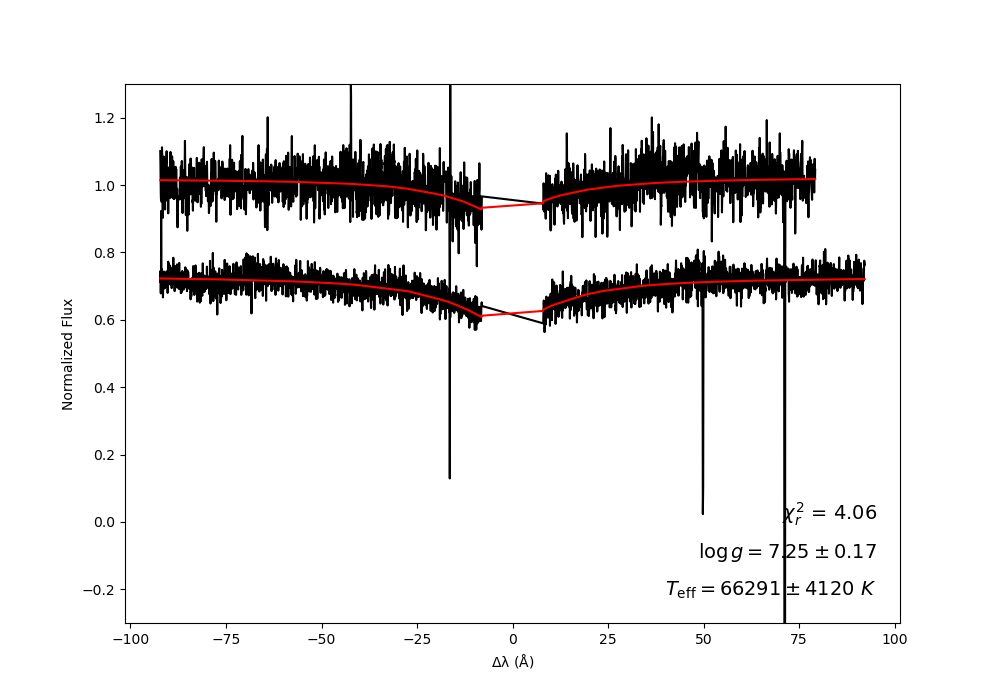 1.2
1.0
0.8
0.6
0.4
0.2
0.0
−0.2
Normalized Flux
χ²ᵣ = 4.06
log g = 7.25 ± 0.17
T_eff = 66291 ± 4120 K
−100 −75 −50 −25 0 25 50 75 100
Δλ (Å)